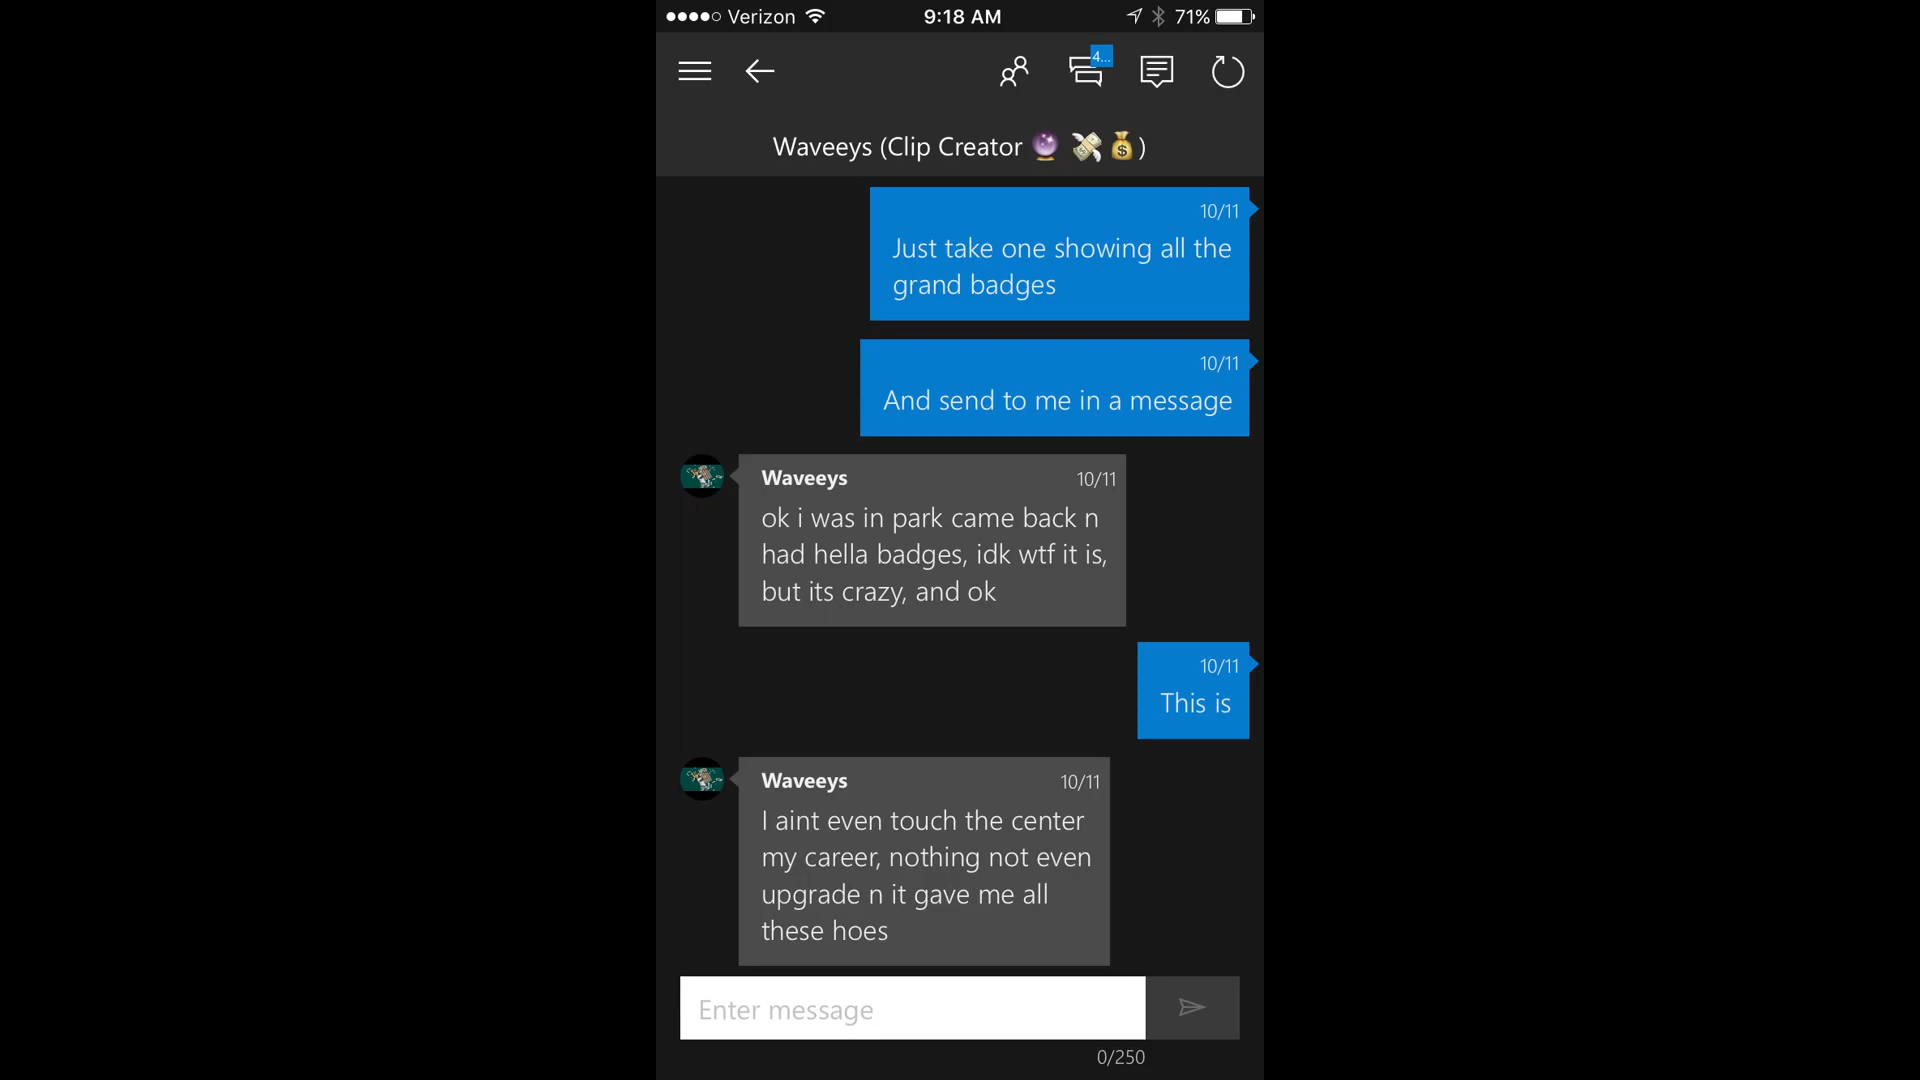 Verizon 9:18 AM 71%
4...
Waveeys (Clip Creator 🔮 💸 💰)
10/11
Just take one showing all the
grand badges
10/11
And send to me in a message
Waveeys 10/11
ok i was in park came back n
had hella badges, idk wtf it is,
but its crazy, and ok
10/11
This is
Waveeys 10/11
I aint even touch the center
my career, nothing not even
upgrade n it gave me all
these hoes
Enter message
0/250